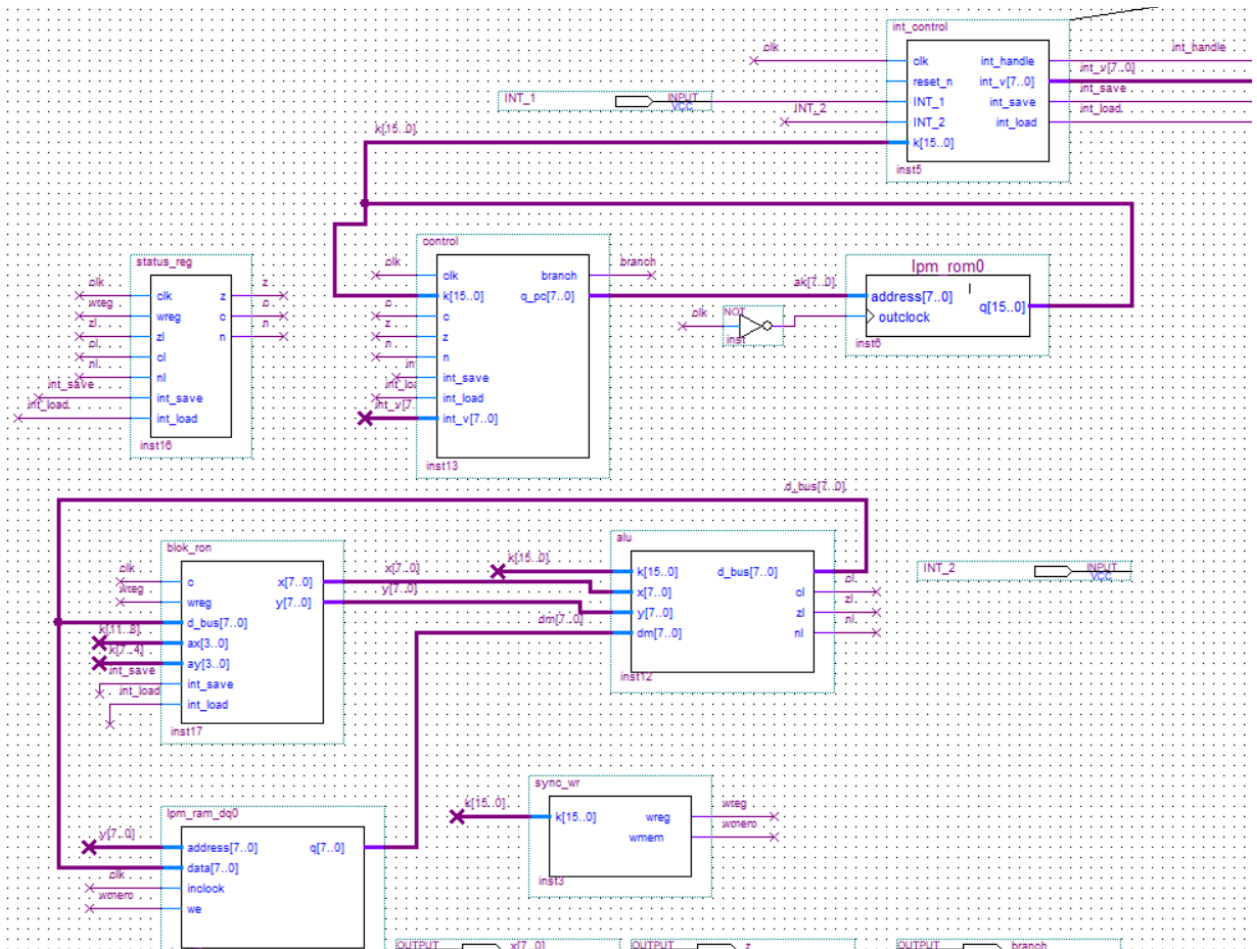 int_control
clk
clk
int_handle
int_handle
reset_n
int_v[7..0]
int_v[7..0]
INT_1
INPUT
VCC
INT_1
int_save
int_save
INT_2
INT_2
int_load
int_load
k[15..0]
k[15..0]
inst5
status_reg
clk
clk
z
z
wreg
wreg
c
c
zl
zl
n
n
cl
cl
nl
nl
int_save
int_save
int_load
int_load
inst16
control
clk
clk
branch
branch
k[15..0]
q_pc[7..0]
c
c
z
z
n
n
in
int_save
int_lo
int_load
int_v[7
int_v[7..0]
inst13
ak[7..0]
lpm_rom0
address[7..0]
q[15..0]
outclock
inst6
clk
NOT
inst
d_bus[7..0]
blok_ron
clk
c
x[7..0]
x[7..0]
wreg
wreg
y[7..0]
y[7..0]
d_bus[7..0]
k[11..8]
ax[3..0]
k[7..4]
ay[3..0]
int_save
int_save
int_load
int_load
inst17
alu
k[15..0]
k[15..0]
d_bus[7..0]
x[7..0]
cl
cl
y[7..0]
zl
zl
dm[7..0]
dm[7..0]
nl
nl
inst12
INT_2
INPUT
VCC
lpm_ram_dq0
y[7..0]
address[7..0]
q[7..0]
data[7..0]
clk
inclock
wmem
we
sync_wr
k[15..0]
k[15..0]
wreg
wreg
wmem
wmem
inst3
OUTPUT
x[7..0]
OUTPUT
z
OUTPUT
branch